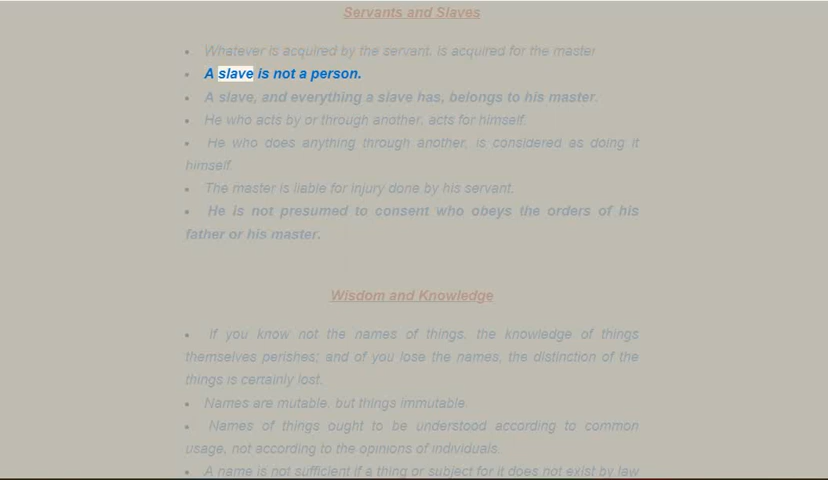 Servants and Slaves
• Whatever is acquired by the servant, is acquired for the master
• A slave is not a person.
• A slave, and everything a slave has, belongs to his master.
• He who acts by or through another, acts for himself.
• He who does anything through another, is considered as doing it
himself.
• The master is liable for injury done by his servant.
• He is not presumed to consent who obeys the orders of his
father or his master.
Wisdom and Knowledge
• If you know not the names of things, the knowledge of things
themselves perishes; and of you lose the names, the distinction of the
things is certainly lost.
• Names are mutable, but things immutable.
• Names of things ought to be understood according to common
usage, not according to the opinions of individuals.
• A name is not sufficient if a thing or subject for it does not exist by law